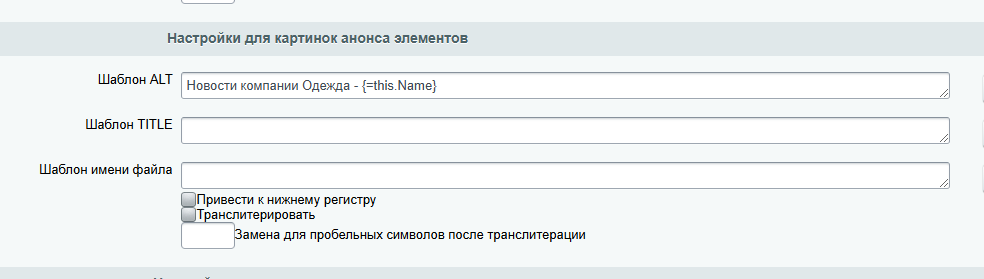 Настройки для картинок анонса элементов
Шаблон ALT
Новости компании Одежда - {=this.Name}
Шаблон TITLE
Шаблон имени файла
Привести к нижнему регистру
Транслитерировать
Замена для пробельных символов после транслитерации